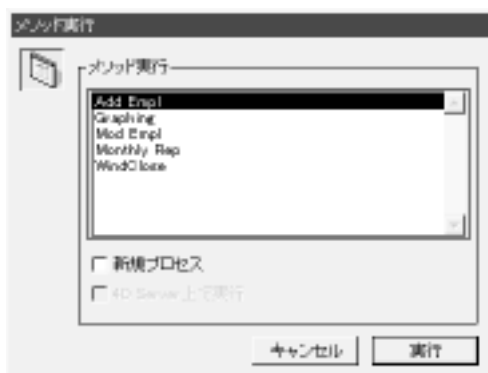 メソッド実行
メソッド実行
Add Empl
Graphing
Mod Empl
Monthly Rep
WindClose
新規プロセス
4D Server上で実行
キャンセル
実行